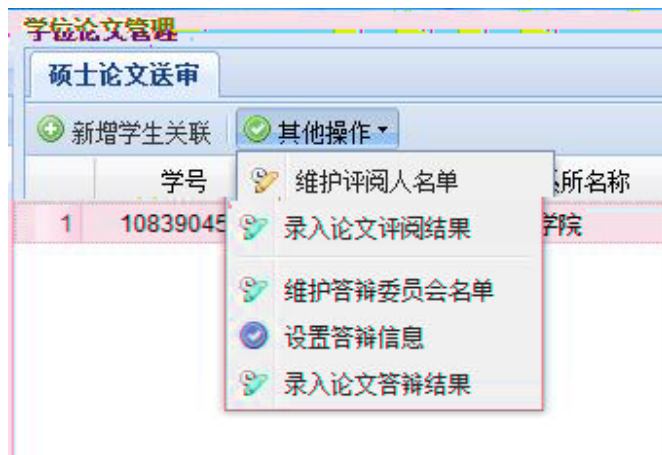 学位论文管理
硕士论文送审
新增学生关联 其他操作
学号 所名称
维护评阅人名单
1 10839045 学院
录入论文评阅结果
维护答辩委员会名单
设置答辩信息
录入论文答辩结果